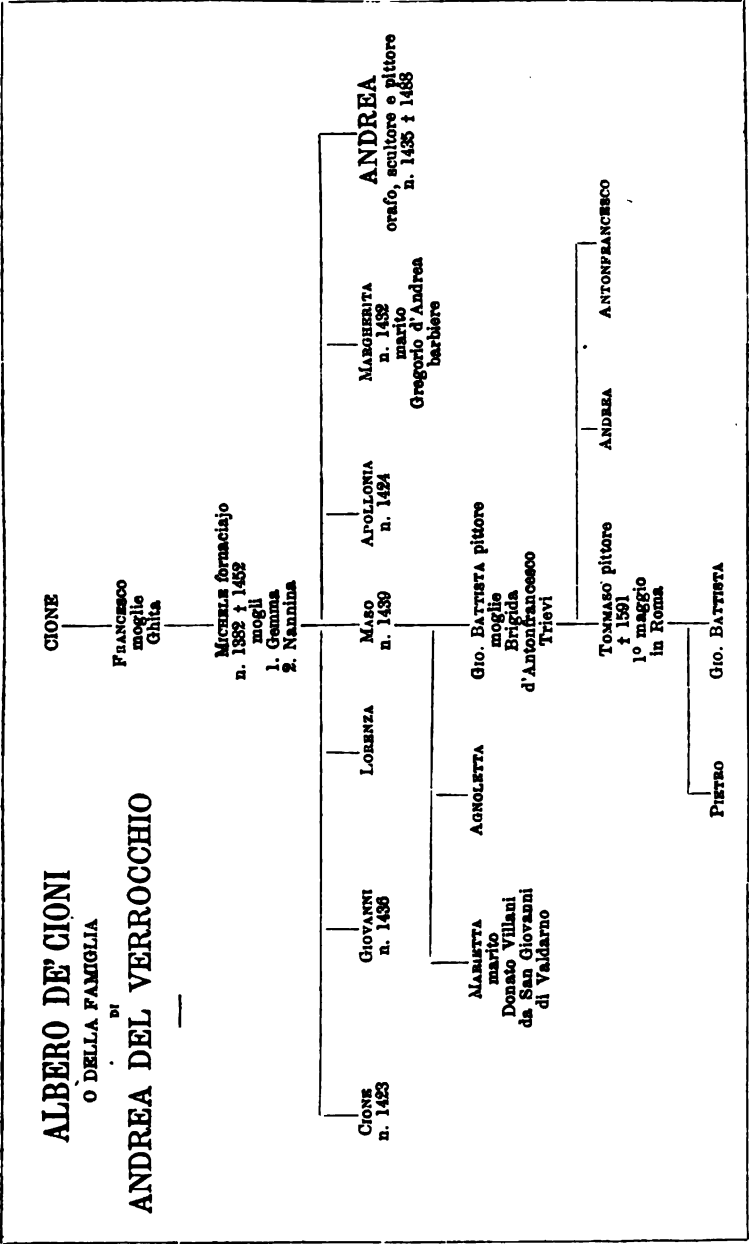 ALBERO DE' CIONI
O DELLA FAMIGLIA
DI
ANDREA DEL VERROCCHIO
CIONE
FRANCESCO
moglie
Ghita
MICHELE fornaciajo
n. 1382 † 1452
mogli
1. Gemma
2. Nannina
CIONE
n. 1423
GIOVANNI
n. 1436
LORENZA
MASO
n. 1439
APOLLONIA
n. 1424
MARGHERITA
n. 1432
marito
Gregorio d'Andrea
barbiere
ANDREA
orafo, scultore e pittore
n. 1435 † 1488
MARIETTA
marito
Donato Villani
da San Giovanni
di Valdarno
AGNOLETTA
GIO. BATTISTA pittore
moglie
Brigida
d'Antonfrancesco
Trievi
TOMMASO pittore
† 1591
1º maggio
in Roma
ANDREA
ANTONFRANCESCO
PIETRO
GIO. BATTISTA